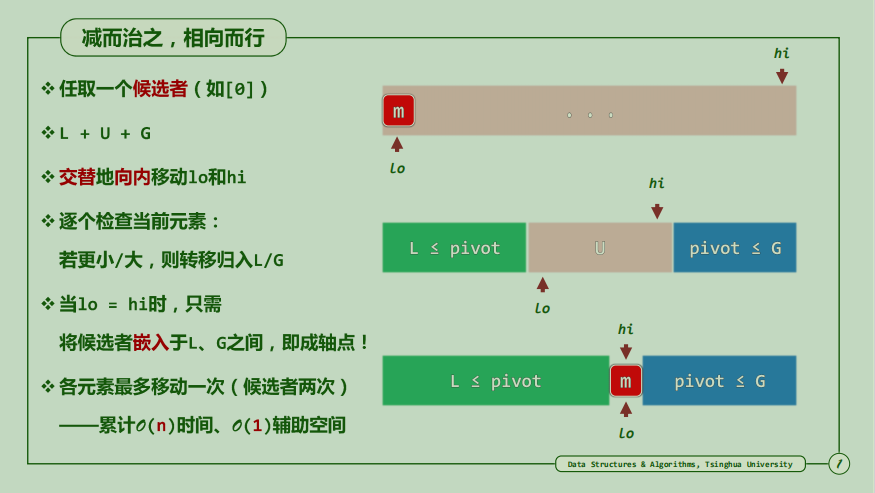 减而治之，相向而行
❖ 任取一个候选者（如[0]）
❖ L + U + G
❖ 交替地向内移动lo和hi
❖ 逐个检查当前元素：
若更小/大，则转移归入L/G
❖ 当lo = hi时，只需
将候选者嵌入于L、G之间，即成轴点！
❖ 各元素最多移动一次（候选者两次）
——累计O(n)时间、O(1)辅助空间
hi
m
. . .
lo
hi
L ≤ pivot
U
pivot ≤ G
lo
hi
L ≤ pivot
m
pivot ≤ G
lo
Data Structures & Algorithms, Tsinghua University
7